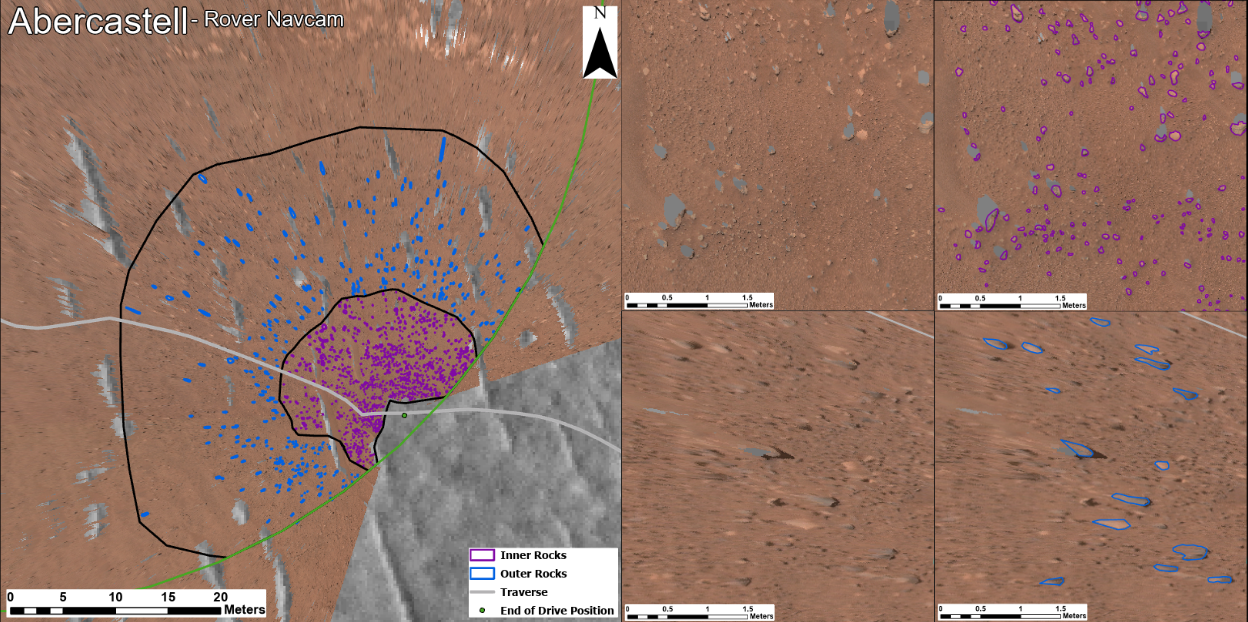 Abercastell - Rover Navcam
N
Inner Rocks
Outer Rocks
Traverse
End of Drive Position
0 5 10 15 20
Meters
0 0.5 1 1.5
Meters
0 0.5 1 1.5
Meters
0 0.5 1 1.5
Meters
0 0.5 1 1.5
Meters